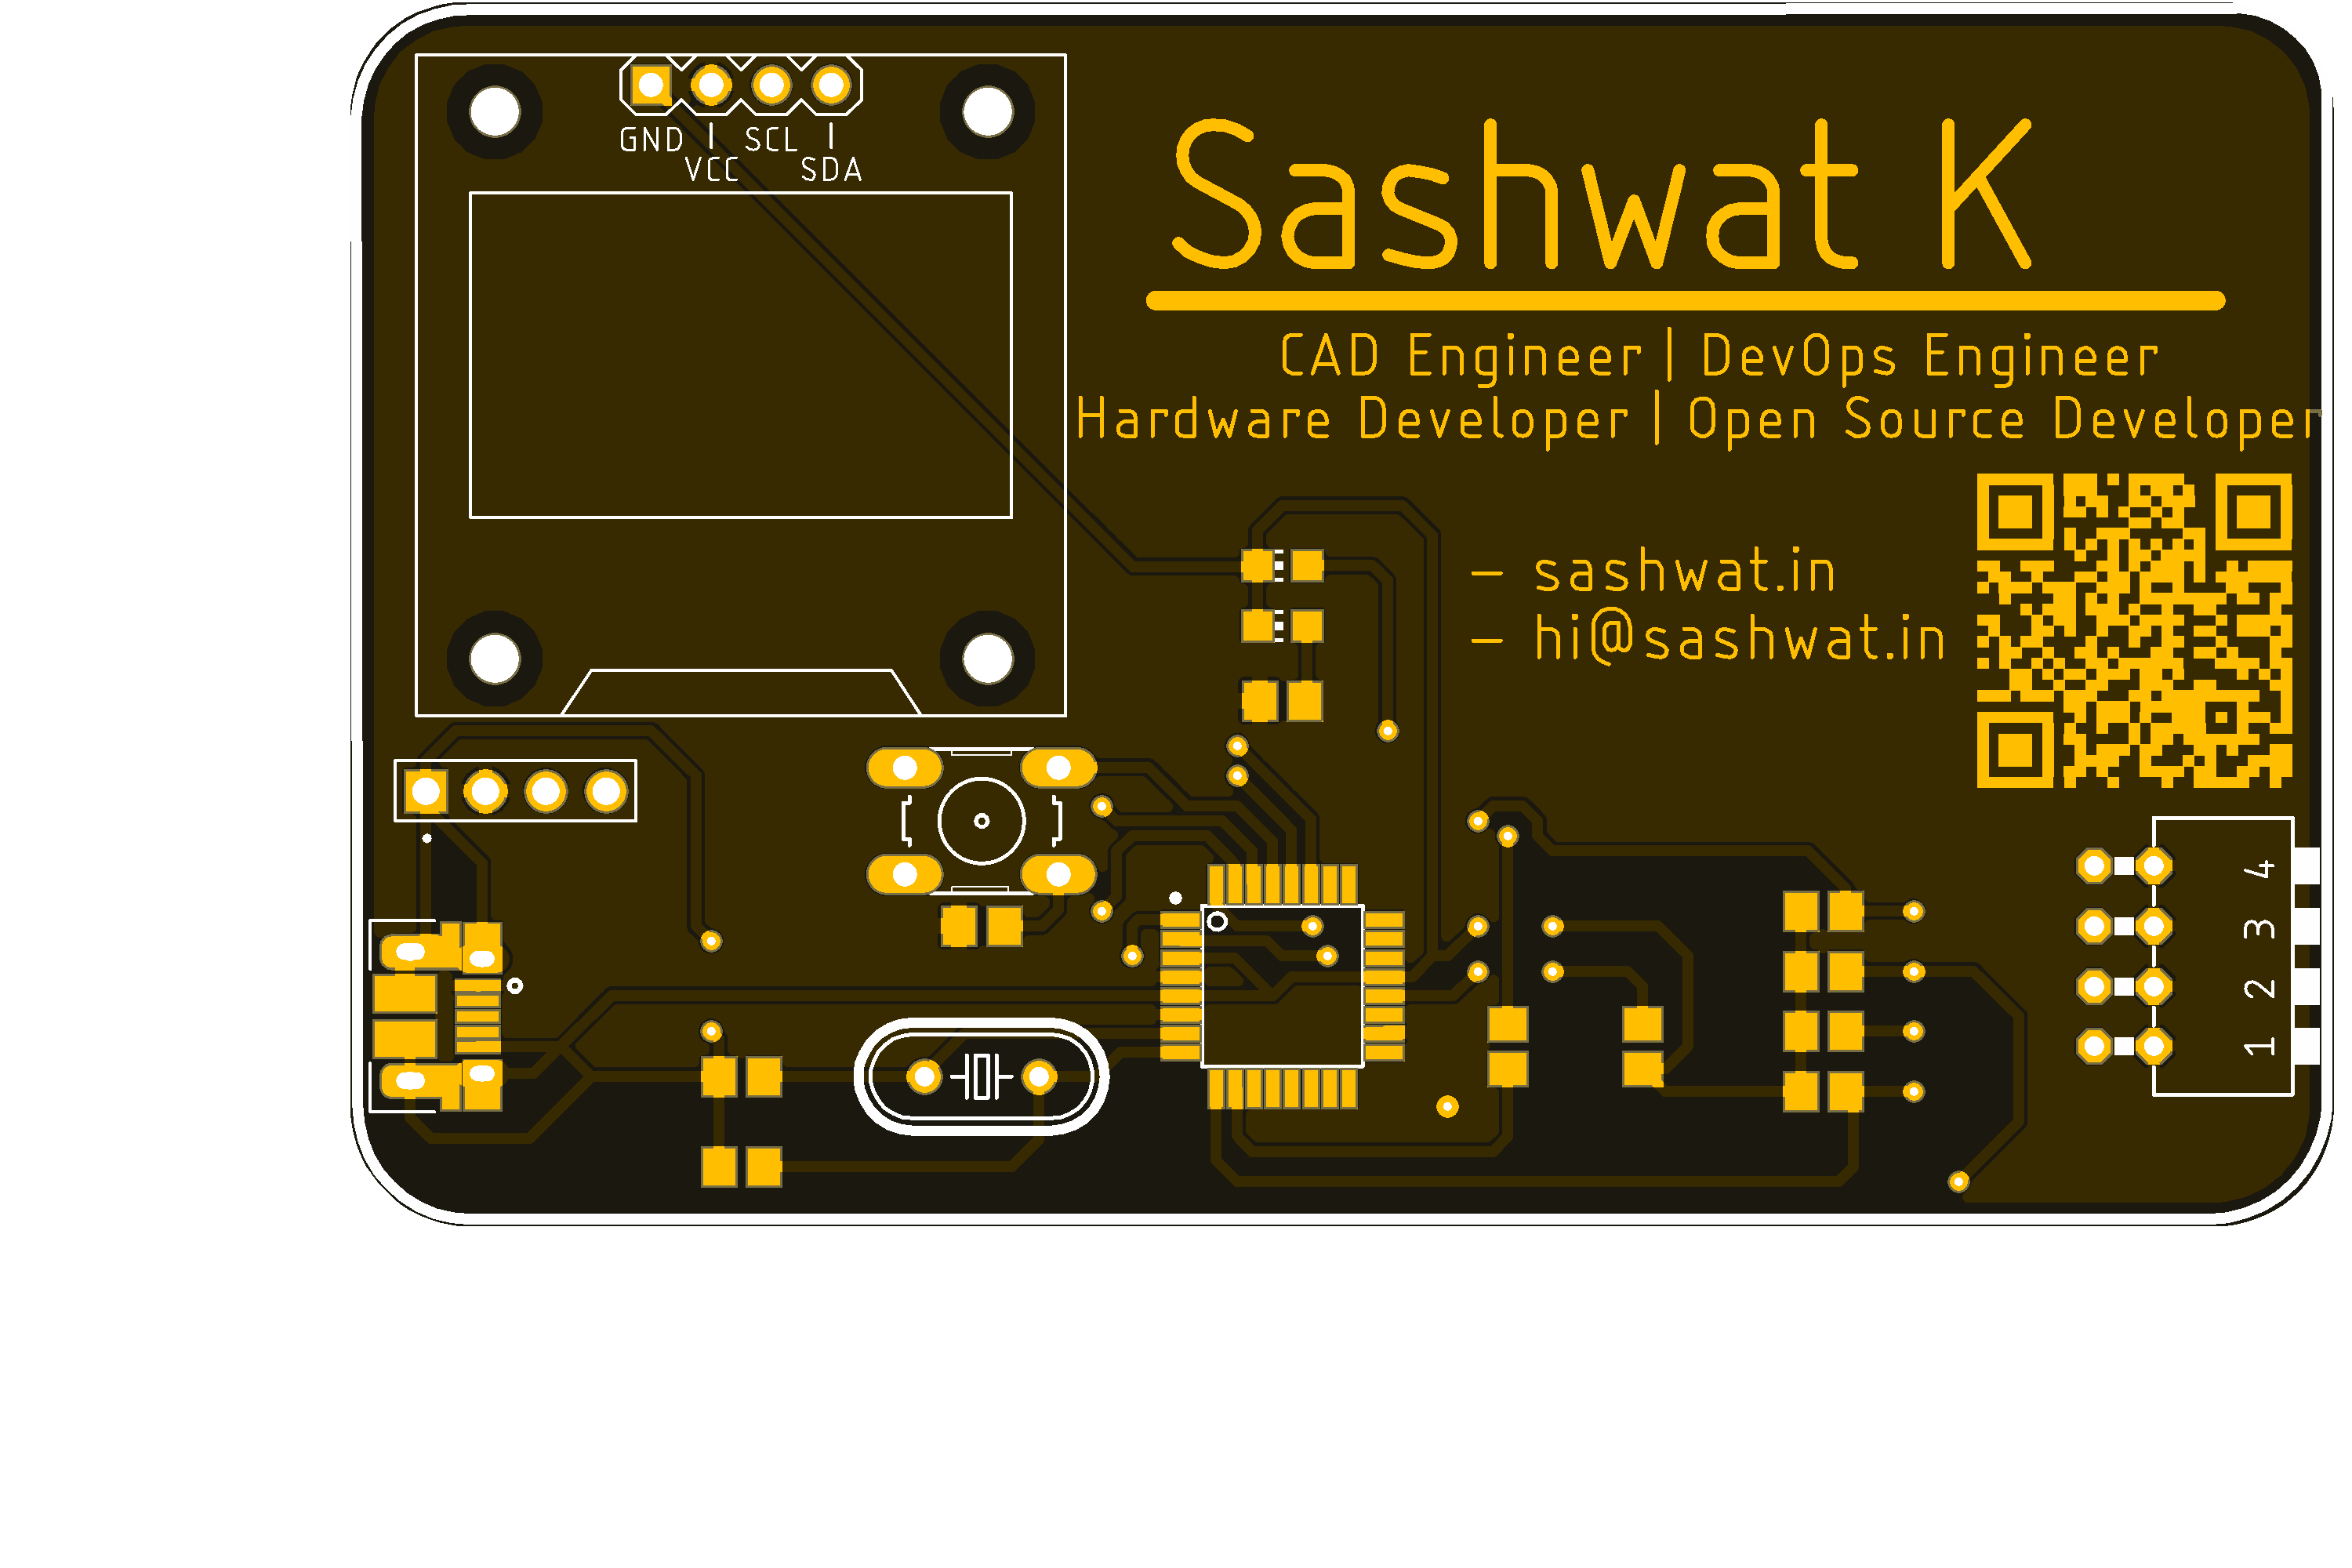 GND SCL
VCC SDA
Sashwat K
CAD Engineer | DevOps Engineer
Hardware Developer | Open Source Developer
- sashwat.in
- hi@sashwat.in
4
3
2
1